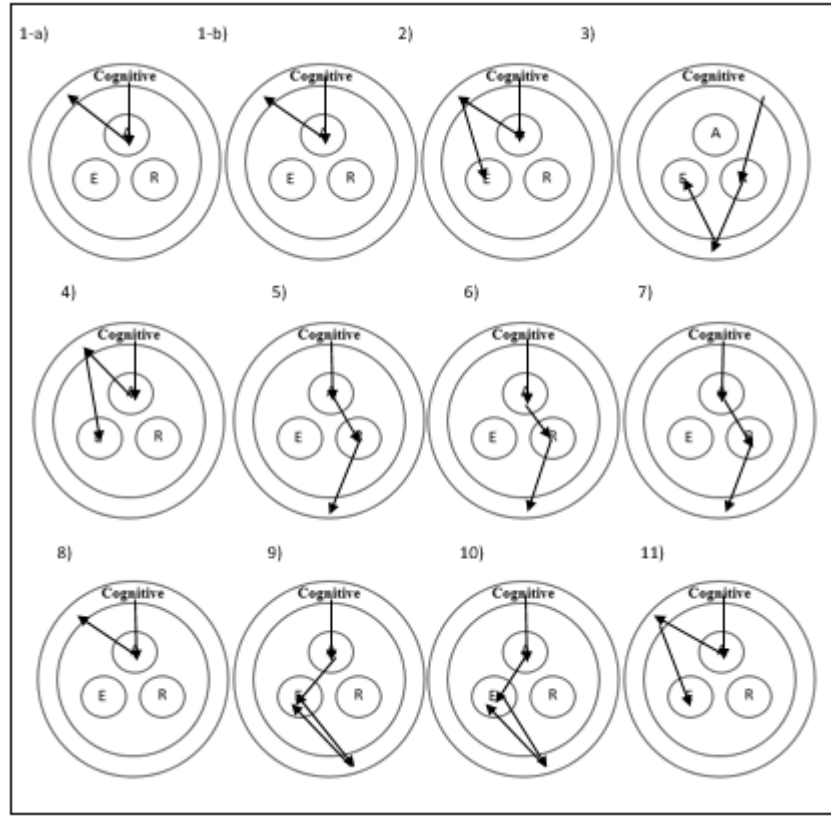 1-a) 1-b) 2) 3)
Cognitive Cognitive Cognitive Cognitive
A A A
E R E R E R E
4) 5) 6) 7)
Cognitive Cognitive Cognitive Cognitive
A A
R E R E R E R
8) 9) 10) 11)
Cognitive Cognitive Cognitive Cognitive
A A A
E R E R E R E R